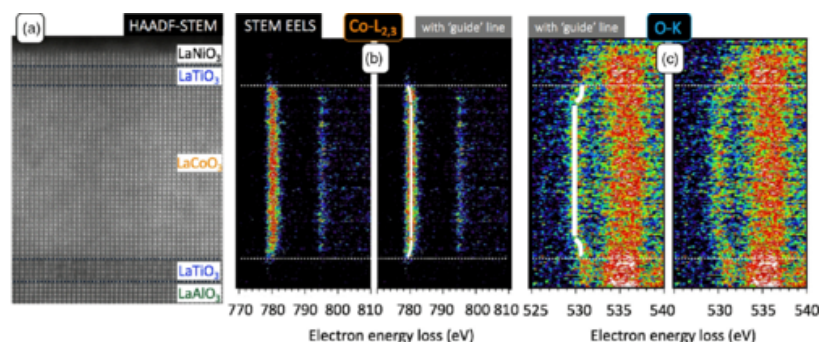 (a)
HAADF-STEM
LaNiO3
LaTiO3
LaCoO3
LaTiO3
LaAlO3
STEM EELS
Co-L2,3
with 'guide' line
(b)
770 780 790 800 810
780 790 800 810
Electron energy loss (eV)
with 'guide' line
O-K
(c)
525 530 535 540
530 535 540
Electron energy loss (eV)